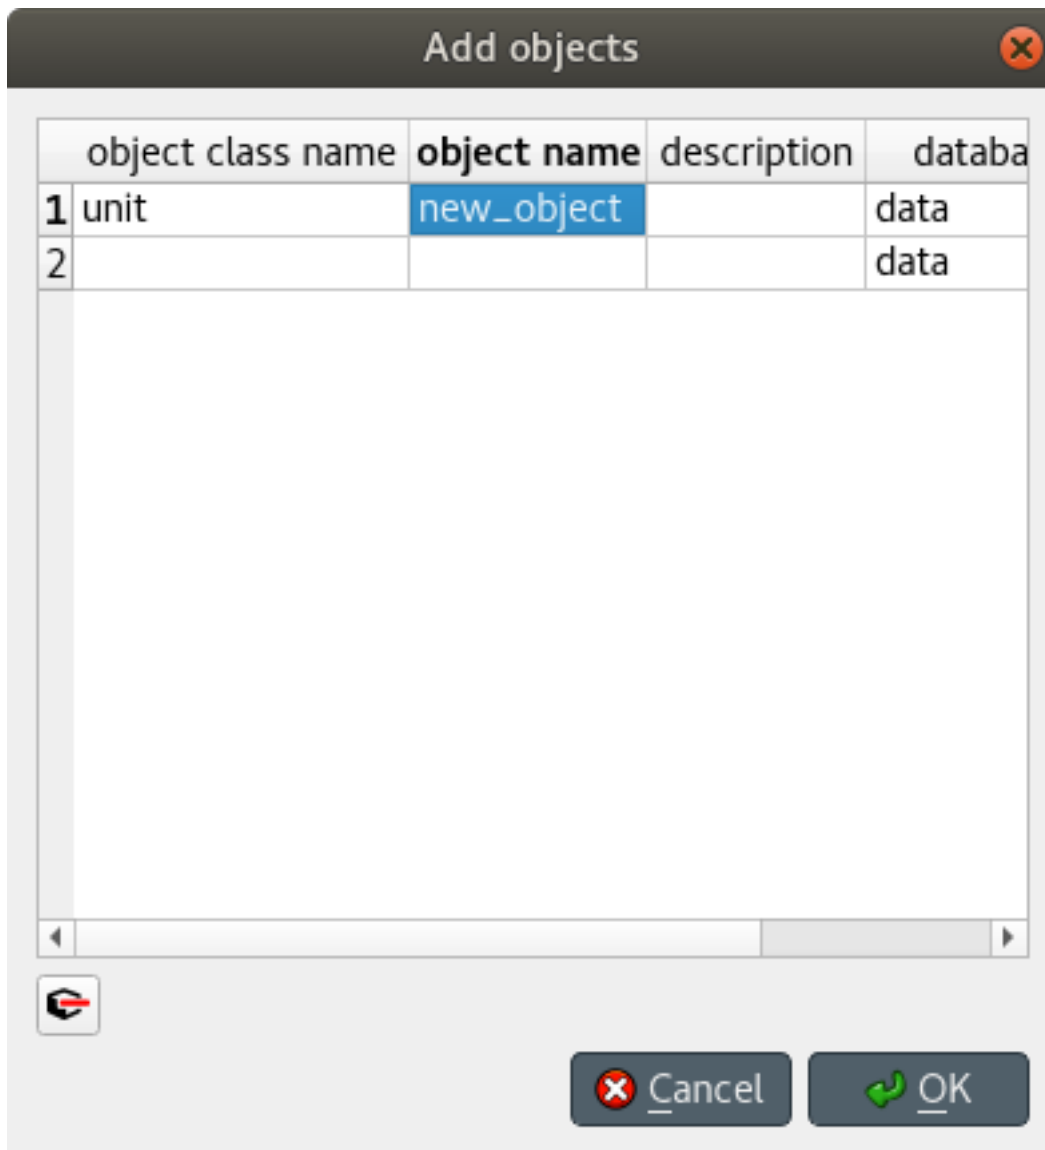 Add objects
object class name object name description databa
1 unit new_object data
2 data
Cancel OK